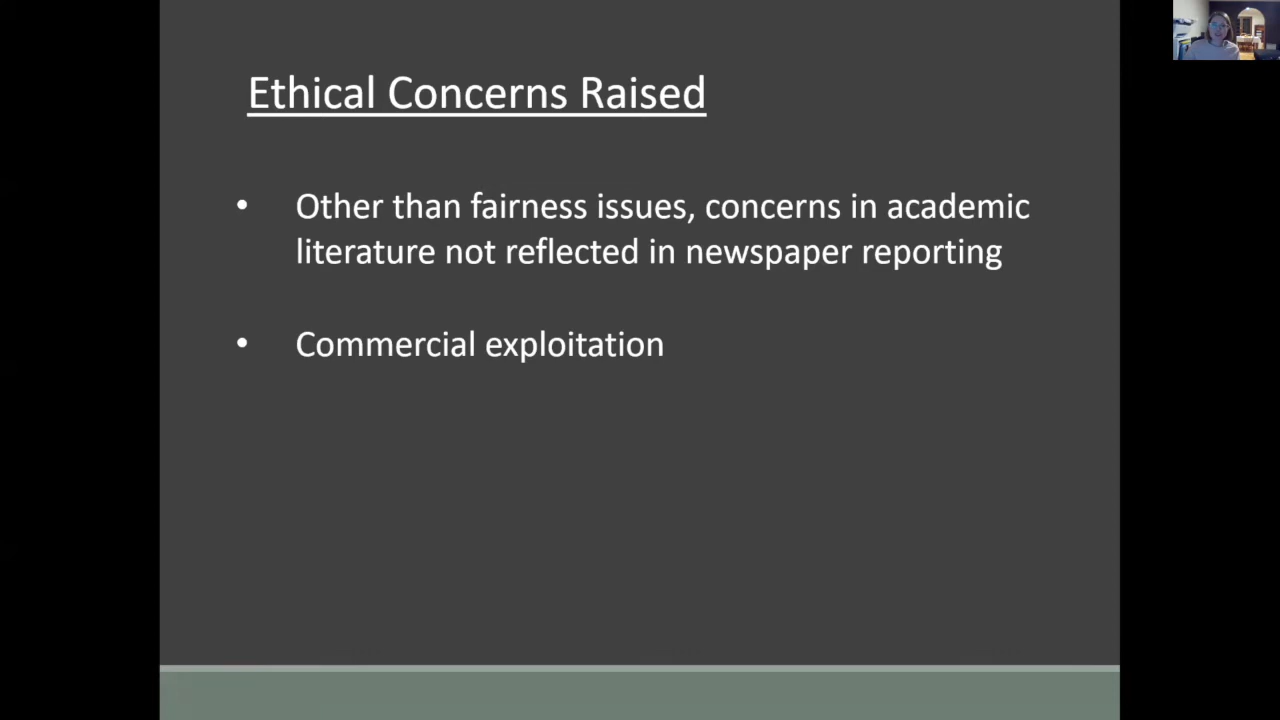 Ethical Concerns Raised
• Other than fairness issues, concerns in academic
literature not reflected in newspaper reporting
• Commercial exploitation